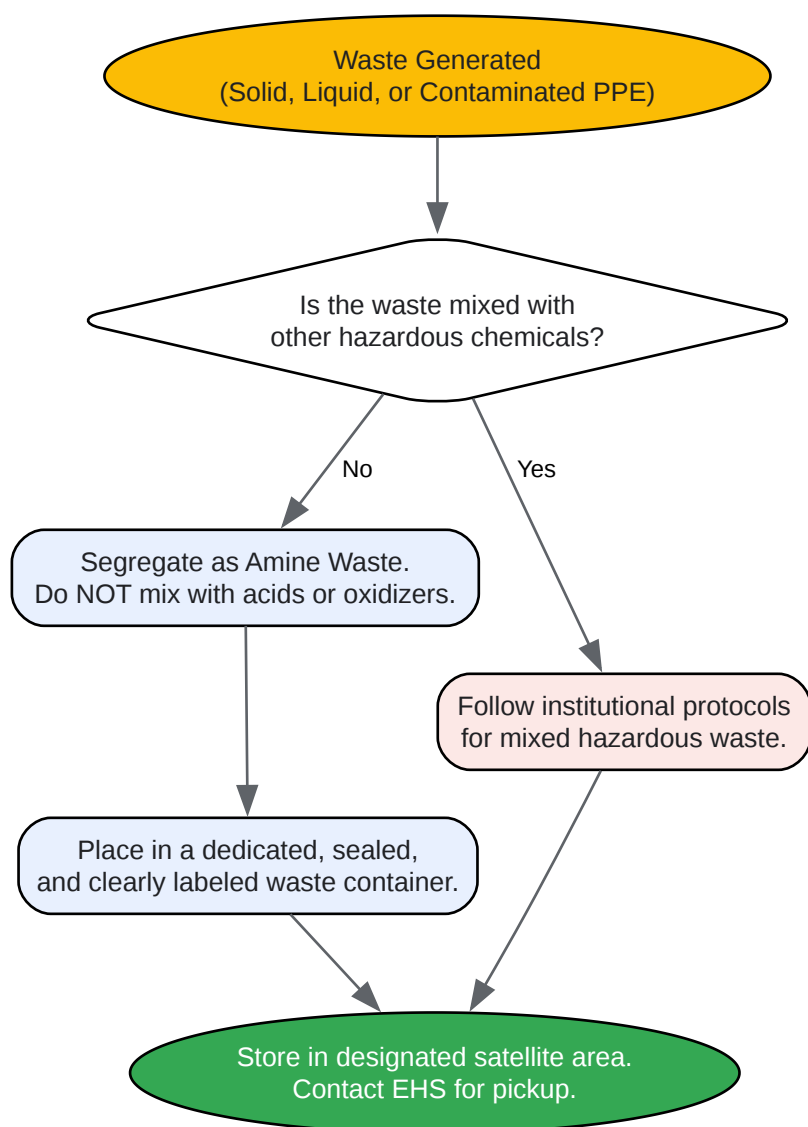 Waste Generated
(Solid, Liquid, or Contaminated PPE)
Is the waste mixed with
other hazardous chemicals?
No
Yes
Segregate as Amine Waste.
Do NOT mix with acids or oxidizers.
Follow institutional protocols
for mixed hazardous waste.
Place in a dedicated, sealed,
and clearly labeled waste container.
Store in designated satellite area.
Contact EHS for pickup.